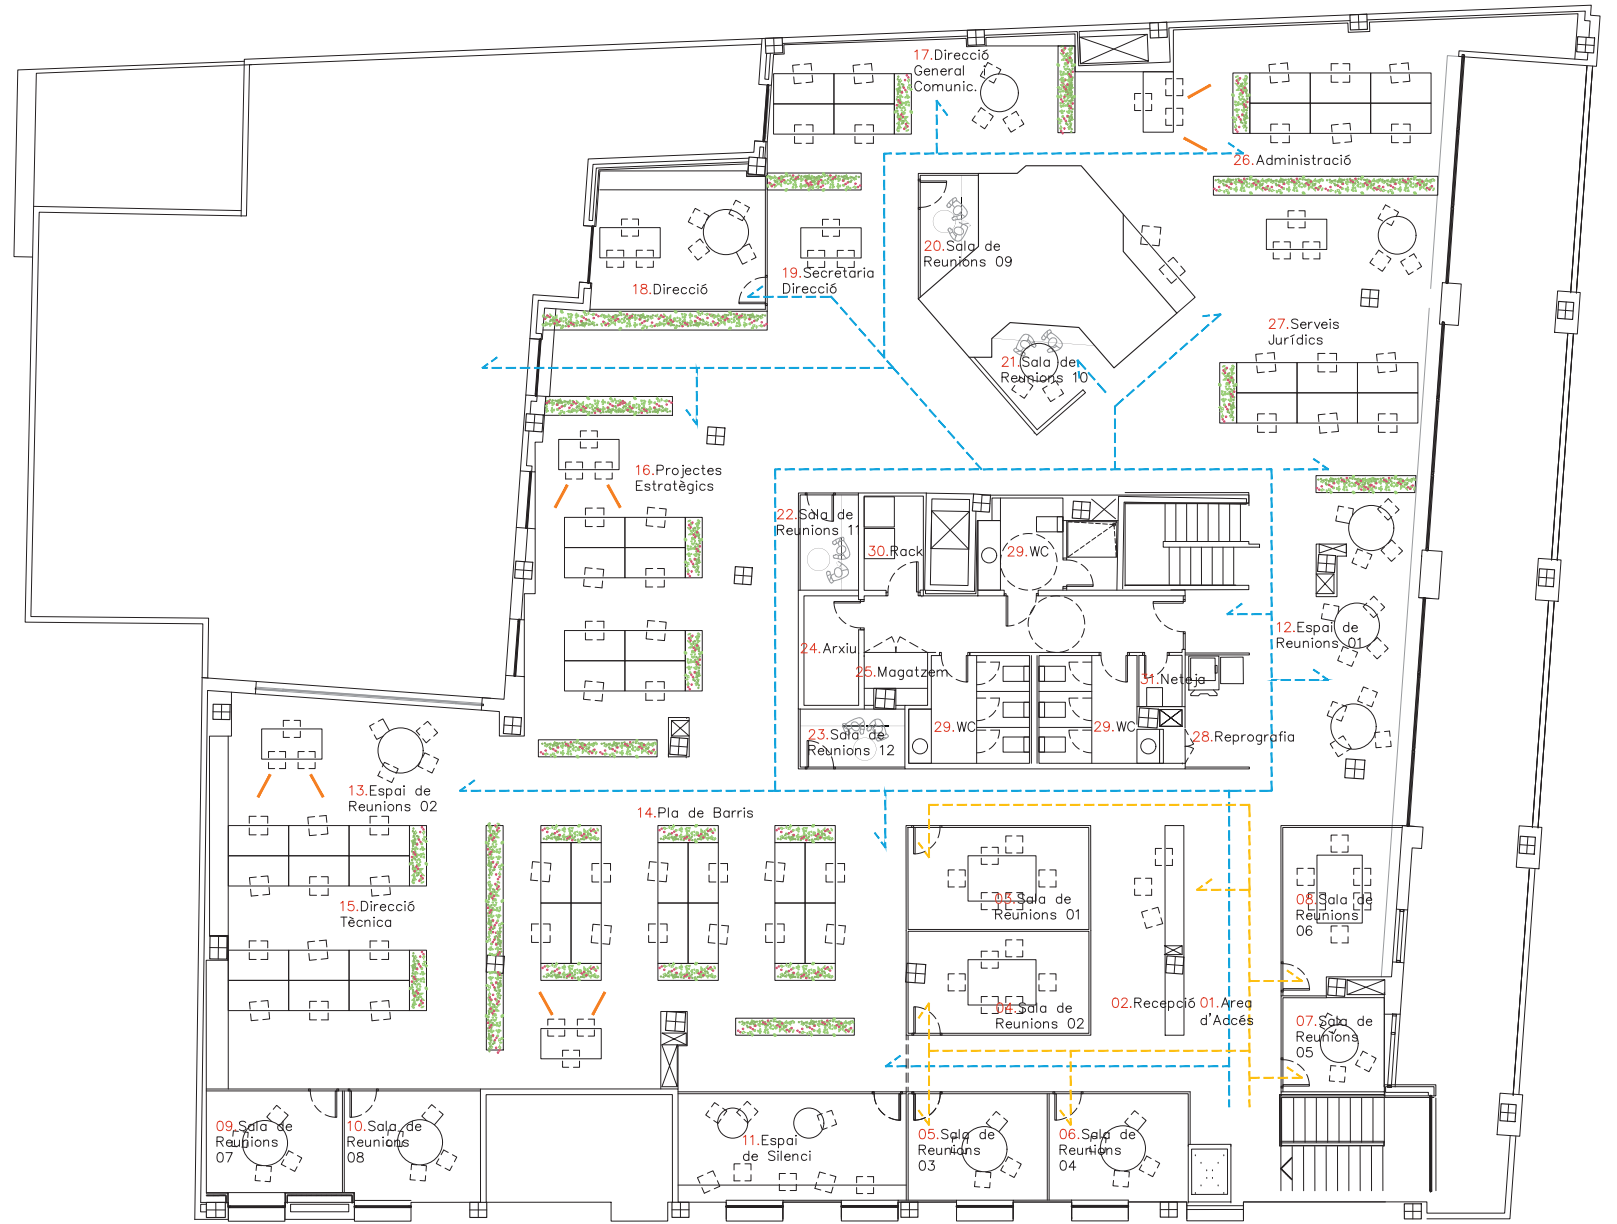 17.Direcció
General
Comunic.
26.Administració
20.Sala de
Reunions 09
19.Secretaria
Direcció
18.Direcció
27.Serveis
Jurídics
21.Sala de
Reunions 10
16.Projectes
Estratègics
22.Sala de
Reunions 11
30.Rack
29.WC
12.Espai de
Reunions 01
24.Arxiu
25.Magatzem
31.Neteja
23.Sala de
Reunions 12
29.WC
29.WC
28.Reprografia
13.Espai de
Reunions 02
14.Pla de Barris
15.Direcció
Tècnica
03.Sala de
Reunions 01
08.Sala de
Reunions
06
04.Sala de
Reunions 02
02.Recepció
01.Area
d'Accés
07.Sala de
Reunions
05
09.Sala de
Reunions
07
10.Sala de
Reunions
08
11.Espai
de Silenci
05.Sala de
Reunions
03
06.Sala de
Reunions
04